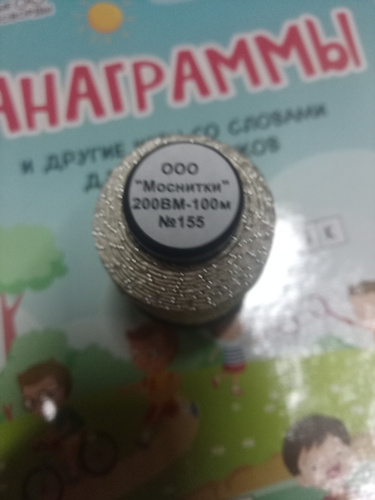 АНАГРАММЫ
И ДРУГИЕ СО СЛОВАМИ
ООО
"Моснитки"
200ВМ-100м
№155